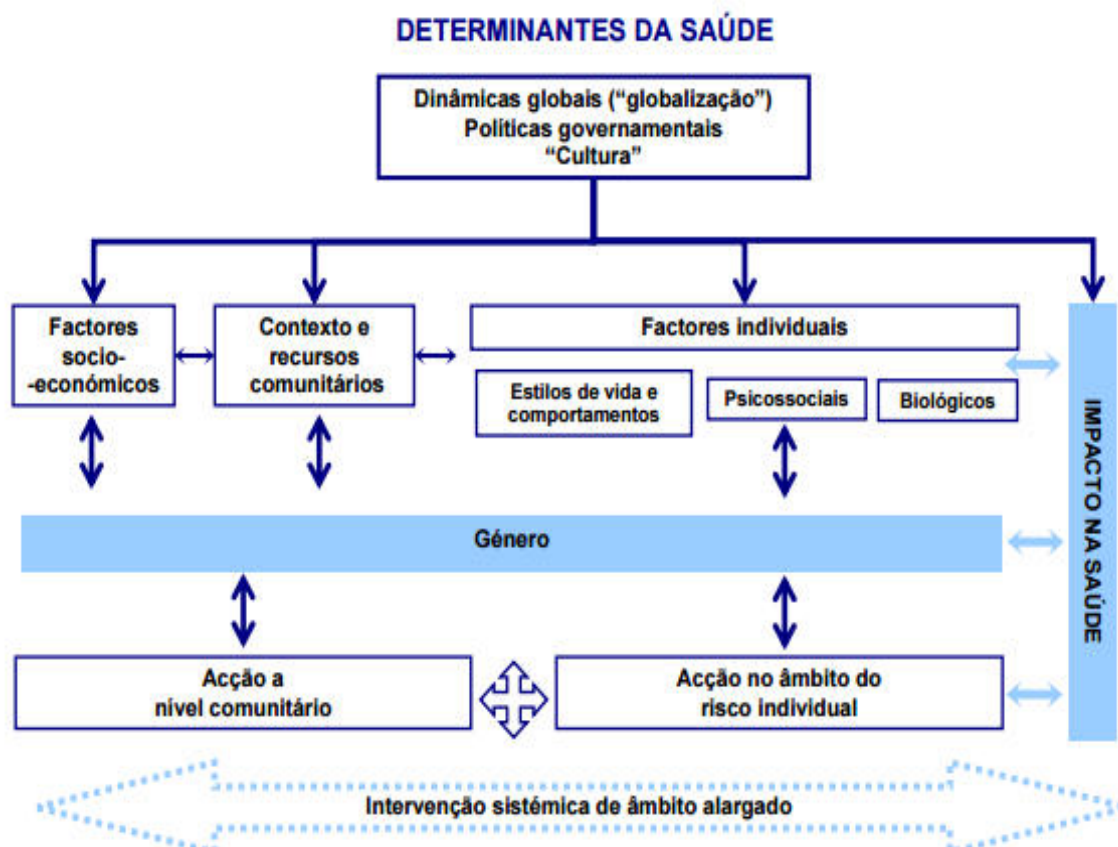 DETERMINANTES DA SAÚDE
Dinâmicas globais (“globalização”)
Políticas governamentais
“Cultura”
Factores
socio-
-económicos
Contexto e
recursos
comunitários
Factores individuais
Estilos de vida e
comportamentos
Psicossociais
Biológicos
Género
IMPACTO NA SAÚDE
Acção a
nível comunitário
Acção no âmbito do
risco individual
Intervenção sistémica de âmbito alargado